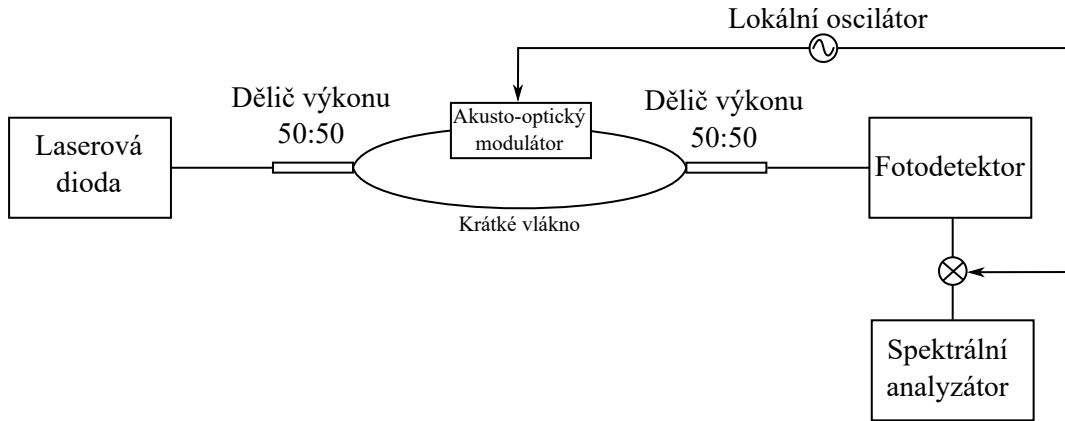 Lokální oscilátor
Dělič výkonu
50:50
Dělič výkonu
50:50
Akusto-optický
modulátor
Laserová
dioda
Fotodetektor
Krátké vlákno
Spektrální
analyzátor